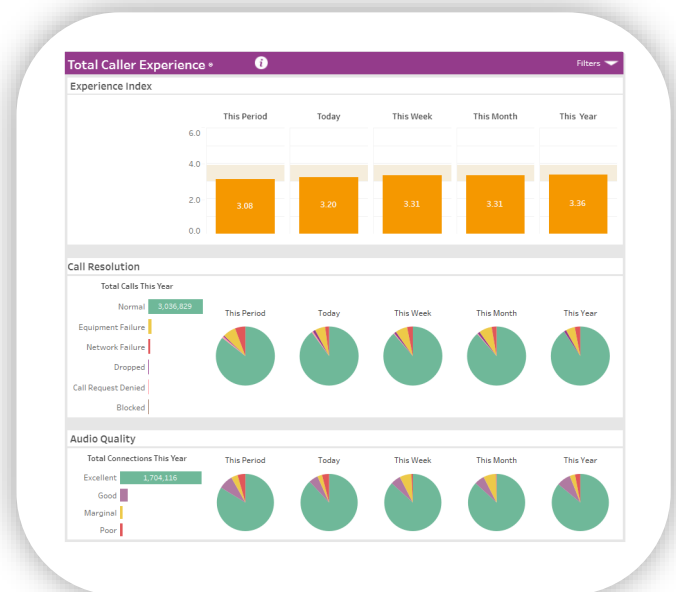 Total Caller Experience *
i
Filters
Experience Index
This Period Today This Week This Month This Year
6.0
4.0
2.0
0.0
3.08 3.20 3.31 3.31 3.36
Call Resolution
Total Calls This Year
Normal 3,036,829
Equipment Failure
Network Failure
Dropped
Call Request Denied
Blocked
This Period Today This Week This Month This Year
Audio Quality
Total Connections This Year
Excellent 1,704,116
Good
Marginal
Poor
This Period Today This Week This Month This Year